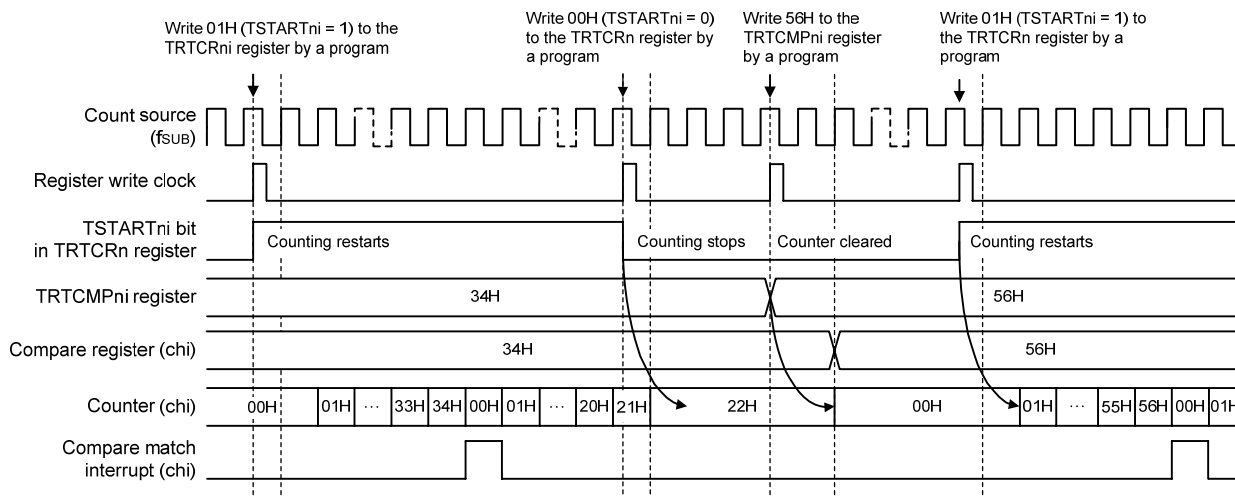 Write 01H (TSTARTni = 1) to the
TRTCRni register by a program
Write 00H (TSTARTni = 0)
to the TRTCRn register by
a program
Write 56H to the
TRTCMPni register
by a program
Write 01H (TSTARTni = 1) to
the TRTCRn register by a
program
Count source
(fSUB)
Register write clock
TSTARTni bit
in TRTCRn register
Counting restarts
Counting stops
Counter cleared
Counting restarts
TRTCMPni register
34H
56H
Compare register (chi)
34H
56H
Counter (chi)
00H 01H ··· 33H 34H 00H 01H ··· 20H 21H 22H 00H 01H ··· 55H 56H 00H 01H
Compare match
interrupt (chi)